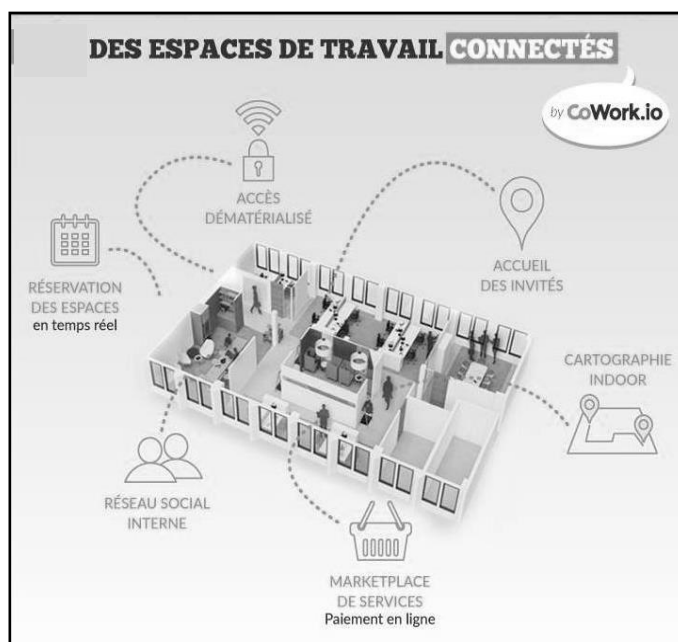 DES ESPACES DE TRAVAIL CONNECTÉS
by CoWork.io
ACCÈS
DÉMATÉRIALISÉ
ACCUEIL
DES INVITÉS
RÉSERVATION
DES ESPACES
en temps réel
CARTOGRAPHIE
INDOOR
RÉSEAU SOCIAL
INTERNE
MARKETPLACE
DE SERVICES
Paiement en ligne